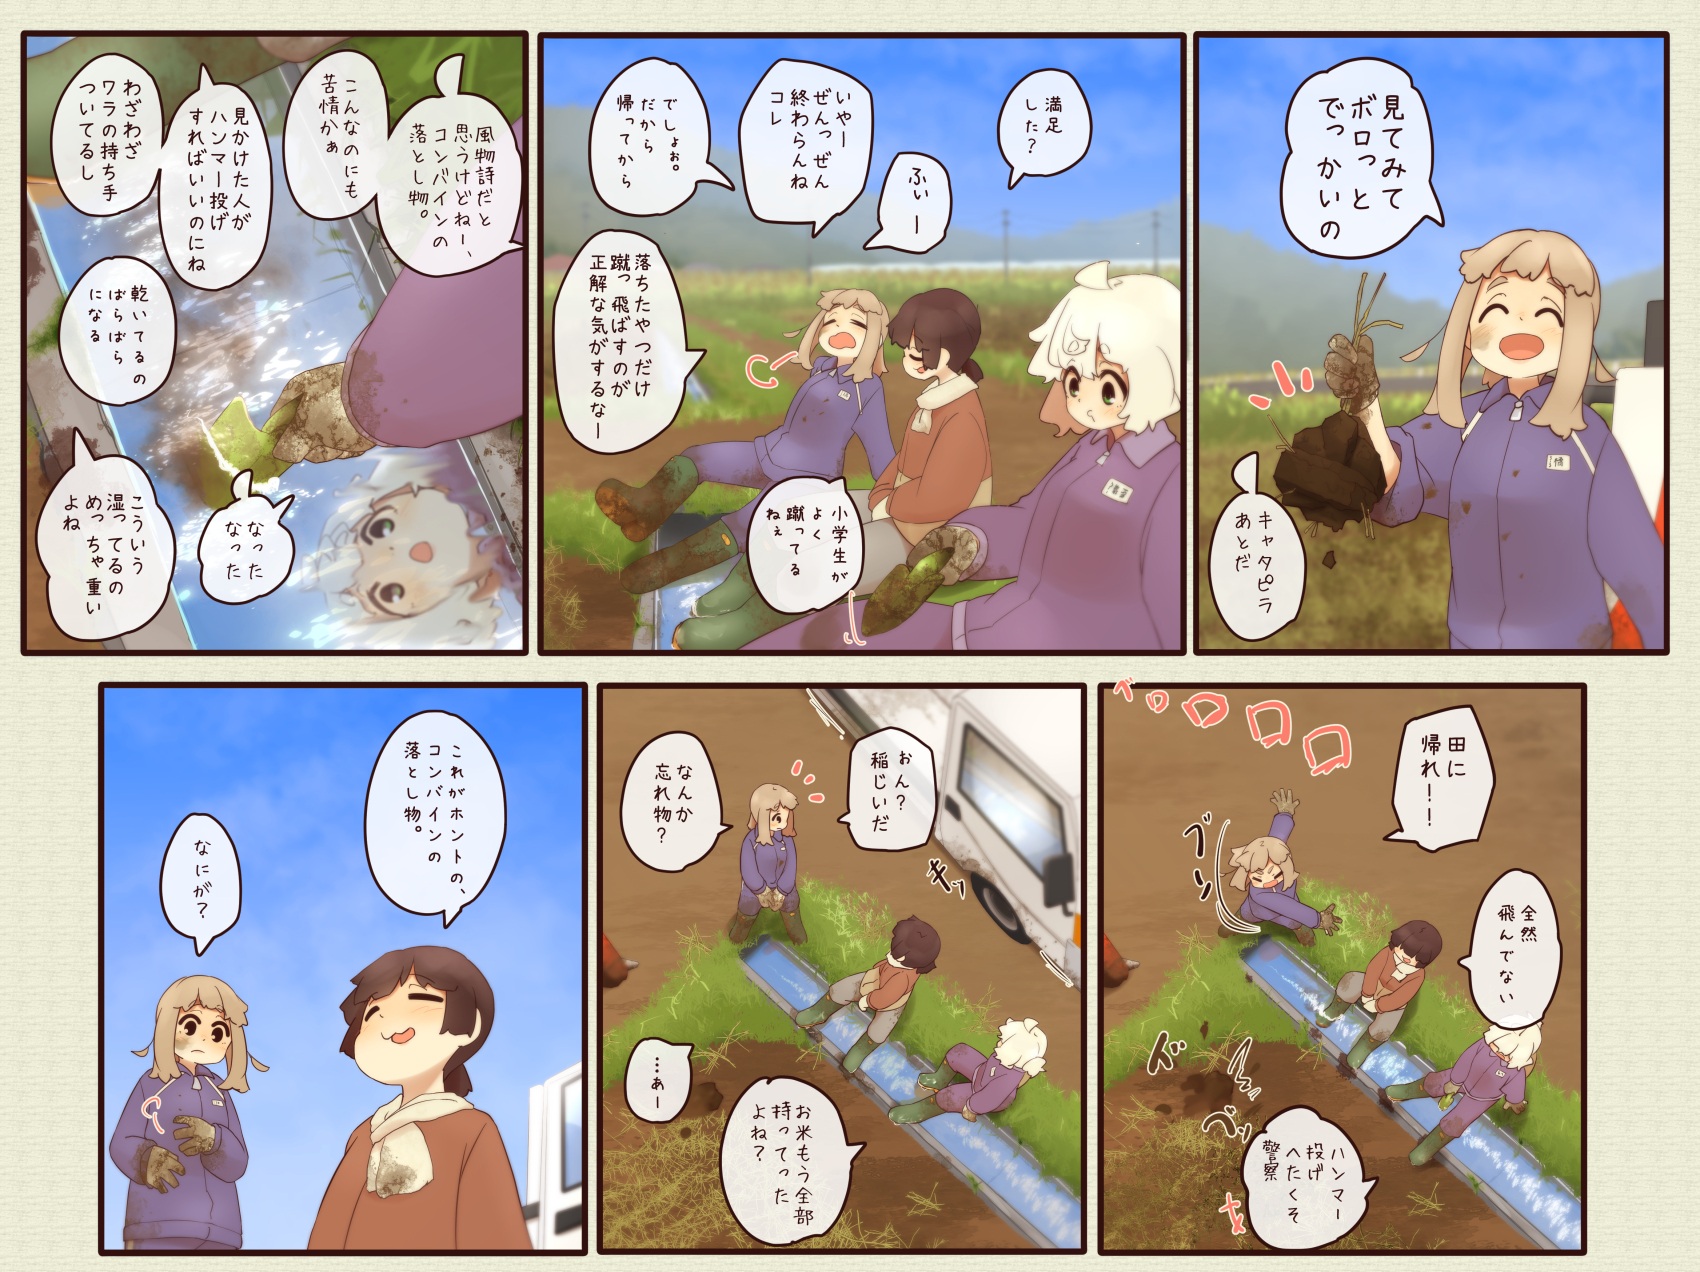 見てみて
ボロっと
でっかいの
キャタピラ
あとだ
満足
した？
ふぃー
いやー
ぜんっぜん
終わらんね
コレ
でしょぉ。
だから
帰ってから
落ちたやつだけ
蹴っ飛ばすのが
正解な気がするなー
小学生が
よく
蹴ってる
ねぇ
風物詩だと
思うけどねー、
コンバインの
落とし物。
こんなのにも
苦情かぁ
見かけた人が
ハンマー投げ
すればいいのにね
わざわざ
ワラの持ち手
ついてるし
乾いてるの
ばらばら
になる
なった
なった
こういう
湿ってるの
めっちゃ重い
よね
ベロロロロ
田に
帰れ！！
ブン
全然
飛んでない
ド
べッ
ハンマー
投げ
へたくそ
警察
おん？
稲じいだ
キッ
なんか
忘れ物？
…あー
お米もう全部
持ってった
よね？
これがホントの、
コンバインの
落とし物。
なにが？